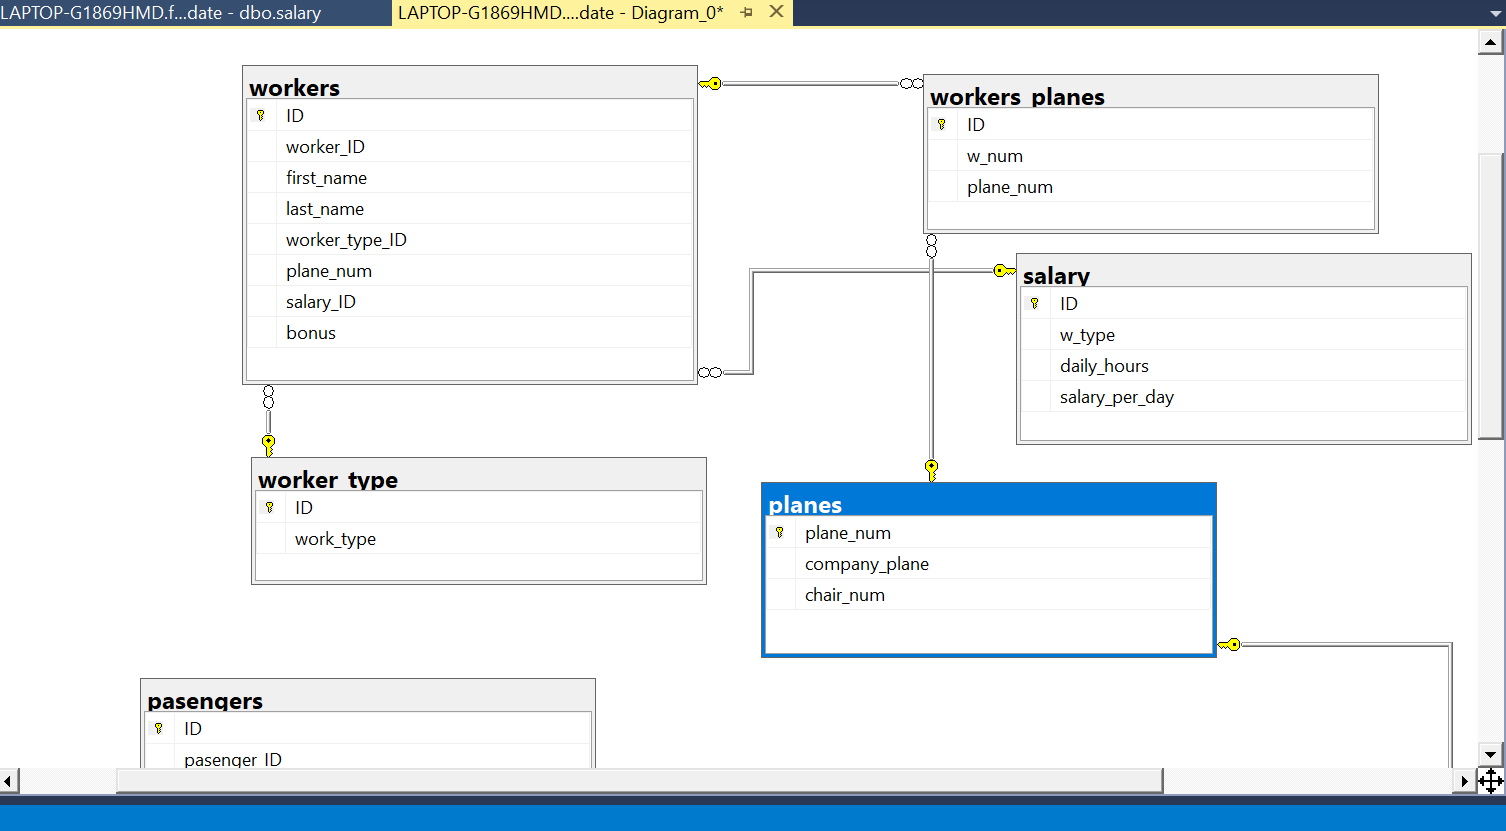 LAPTOP-G1869HMD.f...date - dbo.salary
LAPTOP-G1869HMD....date - Diagram_0*
workers
ID
worker_ID
first_name
last_name
worker_type_ID
plane_num
salary_ID
bonus
workers_planes
ID
w_num
plane_num
salary
ID
w_type
daily_hours
salary_per_day
worker_type
ID
work_type
planes
plane_num
company_plane
chair_num
pasengers
ID
pasenger_ID